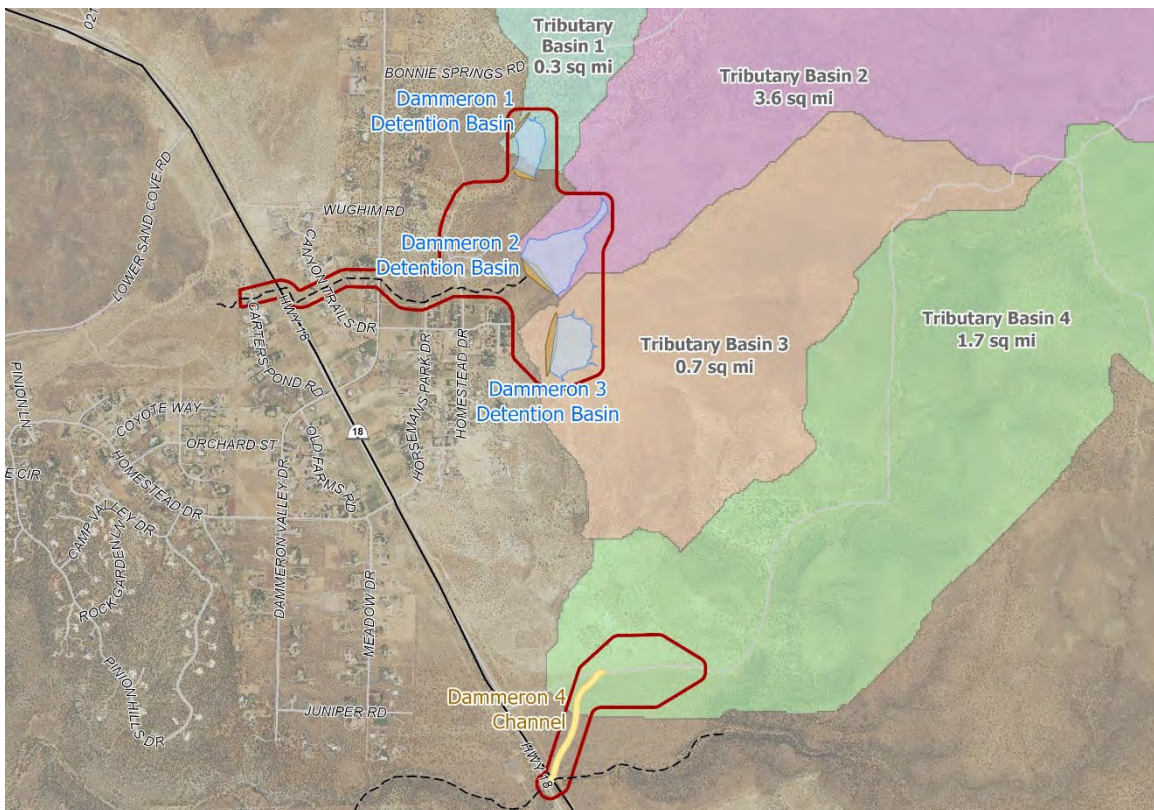 021
Tributary
Basin 1
0.3 sq mi
BONNIE SPRINGS RD
Tributary Basin 2
3.6 sq mi
Dammeron 1
Detention Basin
LOWER SAND COVE RD
WUGHIM RD
CANYON TRAILS DR
Dammeron 2
Detention Basin
HWY 18
CARTERS POND RD
Tributary Basin 4
1.7 sq mi
Tributary Basin 3
0.7 sq mi
PINION LN
COYOTE WAY
HORSEMANS PARK DR
HOMESTEAD DR
Dammeron 3
Detention Basin
18
ORCHARD ST
OLD FARMS RD
E CIR
HOMESTEAD DR
CAMP VALLEY DR
ROCK GARDEN LN
DAMMERON VALLEY DR
MEADOW DR
PINION HILLS DR
JUNIPER RD
Dammeron 4
Channel
HWY 18